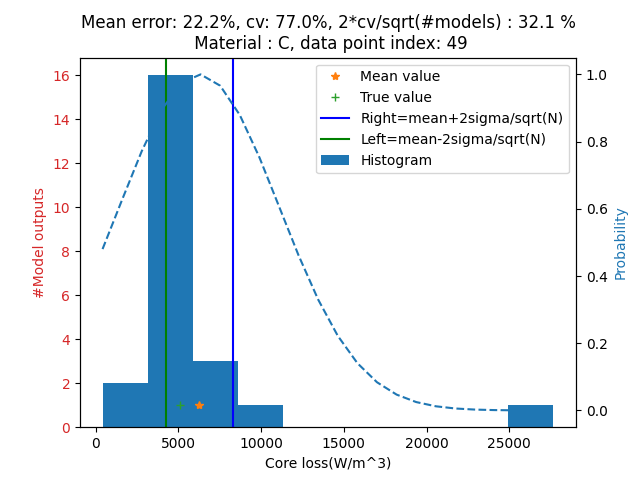 Mean error: 22.2%, cv: 77.0%, 2*cv/sqrt(#models) : 32.1 %
Material : C, data point index: 49
Mean value
True value
Right=mean+2sigma/sqrt(N)
Left=mean-2sigma/sqrt(N)
Histogram
#Model outputs
16
14
12
10
8
6
4
2
0
1.0
0.8
0.6
0.4
0.2
0.0
Probability
0 5000 10000 15000 20000 25000
Core loss(W/m^3)